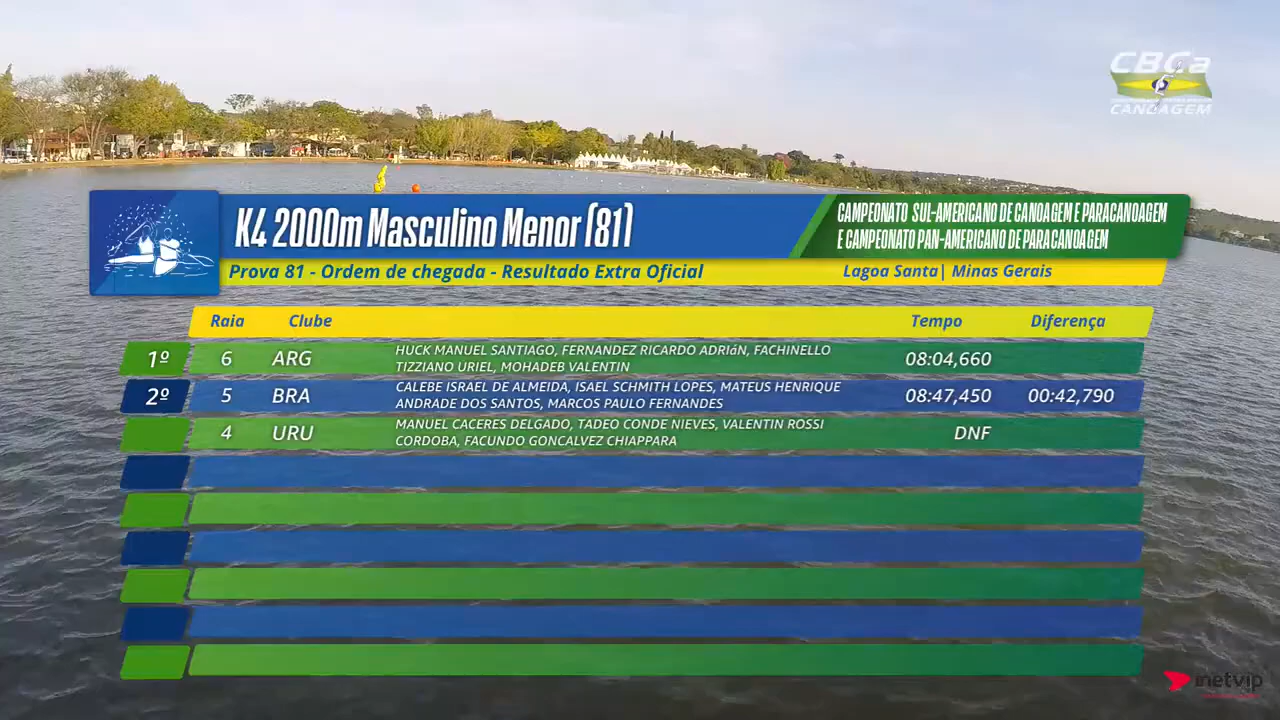 CBCa
CANOAGEM
K4 2000m Masculino Menor (81)
CAMPEONATO SUL-AMERICANO DE CANOAGEM E PARACANOAGEM
E CAMPEONATO PAN-AMERICANO DE PARACANOAGEM
Prova 81 - Ordem de chegada - Resultado Extra Oficial
Lagoa Santa| Minas Gerais
Raia Clube Tempo Diferença
1º 6 ARG HUCK MANUEL SANTIAGO, FERNANDEZ RICARDO ADRIáN, FACHINELLO 08:04,660
TIZZIANO URIEL, MOHADEB VALENTIN
2º 5 BRA CALEBE ISRAEL DE ALMEIDA, ISAEL SCHMITH LOPES, MATEUS HENRIQUE 08:47,450 00:42,790
ANDRADE DOS SANTOS, MARCOS PAULO FERNANDES
4 URU MANUEL CACERES DELGADO, TADEO CONDE NIEVES, VALENTIN ROSSI DNF
CORDOBA, FACUNDO GONCALVEZ CHIAPPARA
inetvip